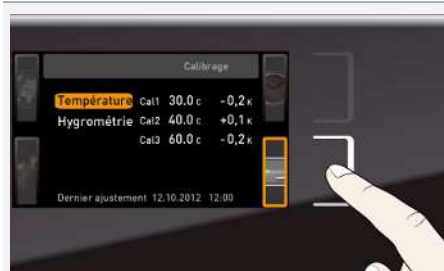 Calibrage
Température Cal1 30.0 c -0,2 K
Hygrométrie Cal2 40.0 c +0,1 K
Cal3 60.0 c -0,2 K
Dernier ajustement 12.10.2012 12:00